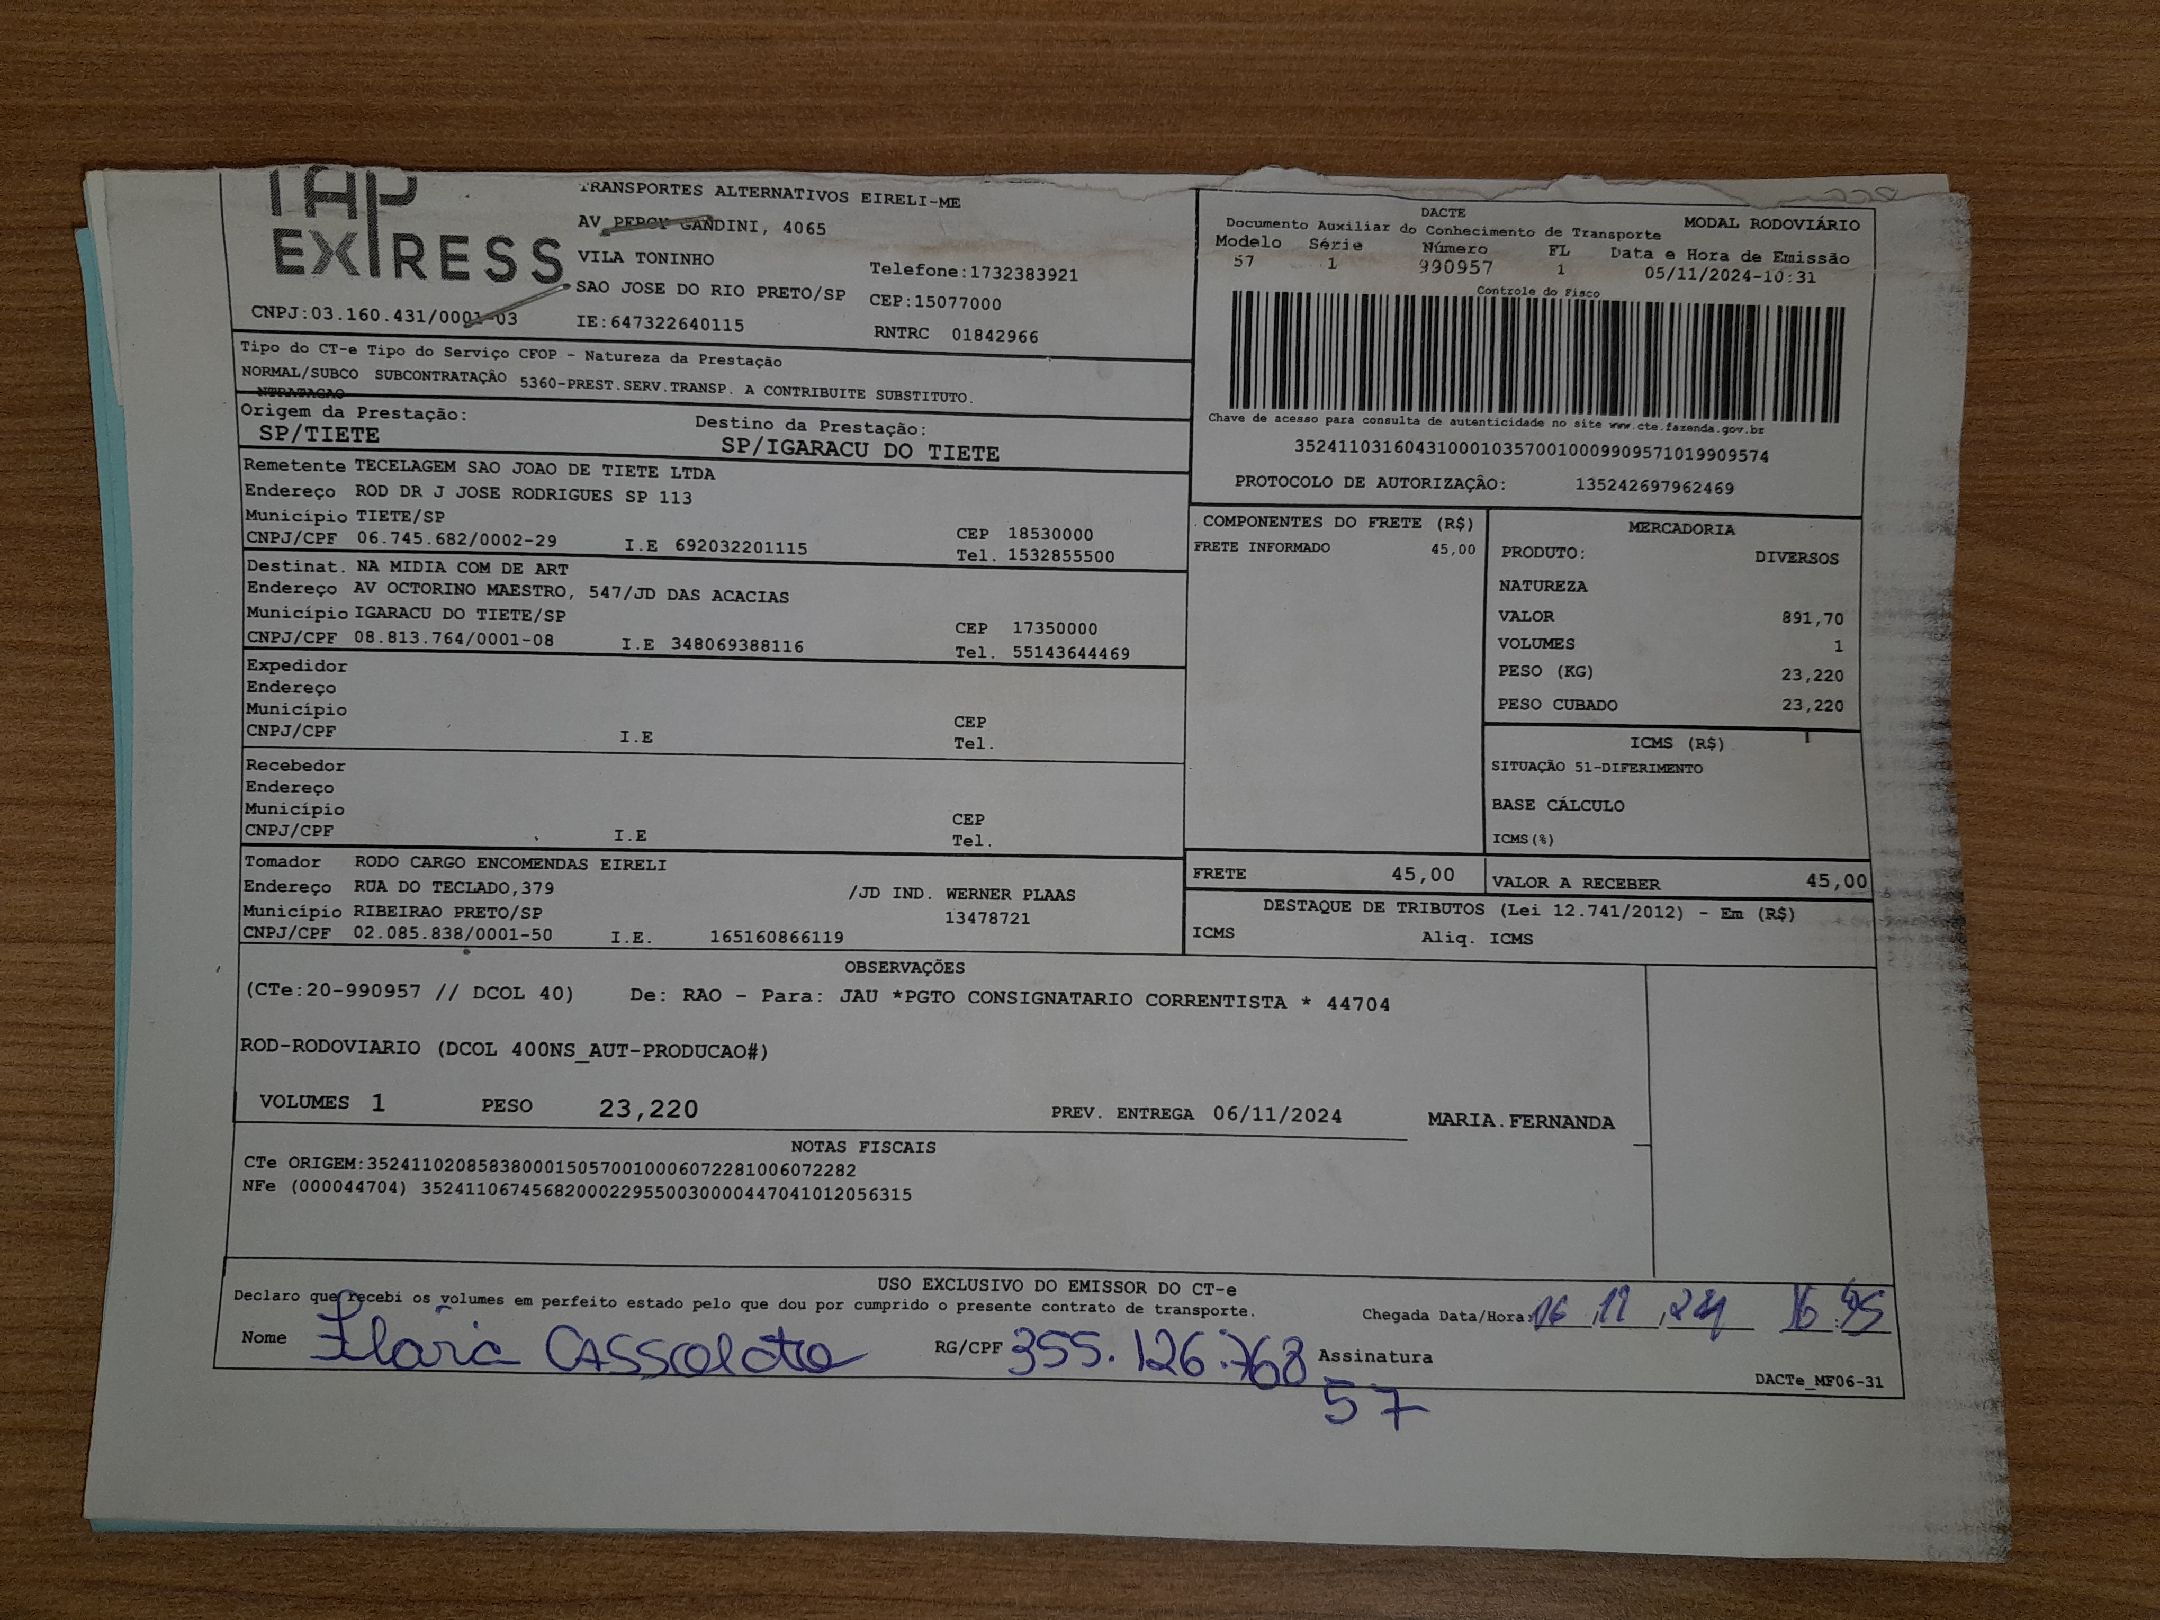 TAP
EXPRESS
TRANSPORTES ALTERNATIVOS EIRELI-ME
AV PERCY GANDINI, 4065
VILA TONINHO
Telefone:1732383921
SAO JOSE DO RIO PRETO/SP CEP:15077000
CNPJ:03.160.431/0001-03 IE:647322640115 RNTRC 01842966
DACTE
Documento Auxiliar do Conhecimento de Transporte MODAL RODOVIÁRIO
Modelo Série Número FL Data e Hora de Emissão
57 1 990957 1 05/11/2024-10:31
Controle do Fisco
Chave de acesso para consulta de autenticidade no site www.cte.fazenda.gov.br
35241103160431000103570010009909571019909574
PROTOCOLO DE AUTORIZAÇÃO: 135242697962469
Tipo do CT-e Tipo do Serviço CFOP - Natureza da Prestação
NORMAL/SUBCO SUBCONTRATAÇÃO 5360-PREST.SERV.TRANSP. A CONTRIBUITE SUBSTITUTO.
NTRATACAO
Origem da Prestação: Destino da Prestação:
SP/TIETE SP/IGARACU DO TIETE
Remetente TECELAGEM SAO JOAO DE TIETE LTDA
Endereço ROD DR J JOSE RODRIGUES SP 113
Município TIETE/SP CEP 18530000
CNPJ/CPF 06.745.682/0002-29 I.E 692032201115 Tel. 1532855500
Destinat. NA MIDIA COM DE ART
Endereço AV OCTORINO MAESTRO, 547/JD DAS ACACIAS
Município IGARACU DO TIETE/SP CEP 17350000
CNPJ/CPF 08.813.764/0001-08 I.E 348069388116 Tel. 55143644469
Expedidor
Endereço
Município CEP
CNPJ/CPF I.E Tel.
Recebedor
Endereço
Município CEP
CNPJ/CPF I.E Tel.
Tomador RODO CARGO ENCOMENDAS EIRELI
Endereço RUA DO TECLADO,379 /JD IND. WERNER PLAAS
Município RIBEIRAO PRETO/SP 13478721
CNPJ/CPF 02.085.838/0001-50 I.E. 165160866119
COMPONENTES DO FRETE (R$)
FRETE INFORMADO 45,00
MERCADORIA
PRODUTO: DIVERSOS
NATUREZA
VALOR 891,70
VOLUMES 1
PESO (KG) 23,220
PESO CUBADO 23,220
ICMS (R$)
SITUAÇÃO 51-DIFERIMENTO
BASE CÁLCULO
ICMS(%)
FRETE 45,00 VALOR A RECEBER 45,00
DESTAQUE DE TRIBUTOS (Lei 12.741/2012) - Em (R$)
ICMS Aliq. ICMS
OBSERVAÇÕES
(CTe:20-990957 // DCOL 40) De: RAO - Para: JAU *PGTO CONSIGNATARIO CORRENTISTA * 44704
ROD-RODOVIARIO (DCOL 400NS_AUT-PRODUCAO#)
VOLUMES 1 PESO 23,220 PREV. ENTREGA 06/11/2024 MARIA.FERNANDA
NOTAS FISCAIS
CTe ORIGEM:35241102085838000150570010006072281006072282
NFe (000044704) 35241106745682000229550030000447041012056315
USO EXCLUSIVO DO EMISSOR DO CT-e
Declaro que recebi os volumes em perfeito estado pelo que dou por cumprido o presente contrato de transporte. Chegada Data/Hora: 11 24 16
Nome CASSOLATO RG/CPF 355.126.768 Assinatura
57
DACTe_MF06-31